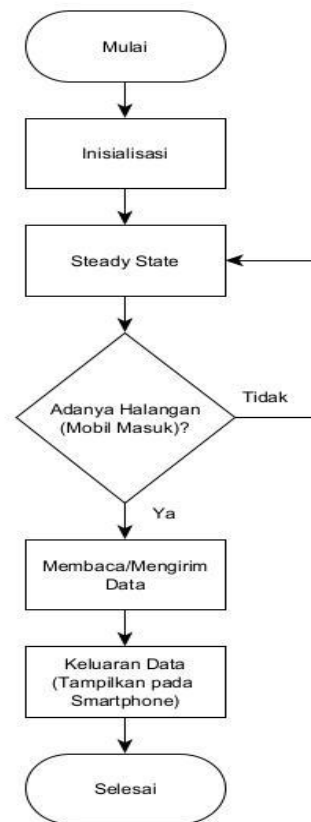 Mulai
Inisialisasi
Steady State
Adanya Halangan
(Mobil Masuk)?
Tidak
Ya
Membaca/Mengirim
Data
Keluaran Data
(Tampilkan pada
Smartphone)
Selesai